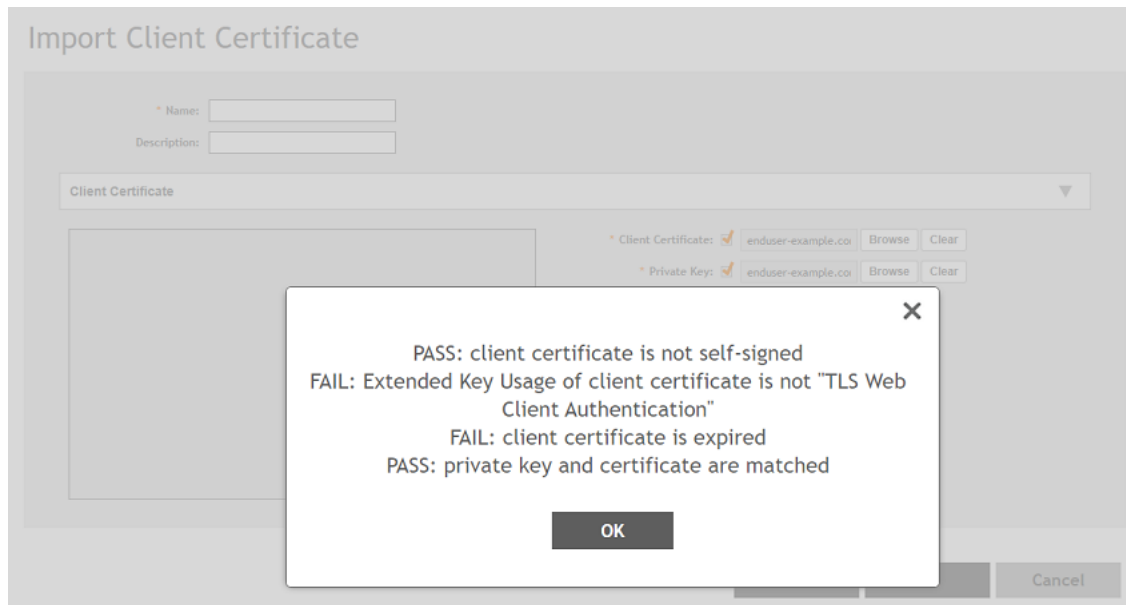 Import Client Certificate
* Name:
Description:
Client Certificate
* Client Certificate: enduser-example.co Browse Clear
* Private Key: enduser-example.co Browse Clear
PASS: client certificate is not self-signed
FAIL: Extended Key Usage of client certificate is not "TLS Web
Client Authentication"
FAIL: client certificate is expired
PASS: private key and certificate are matched
OK
Cancel